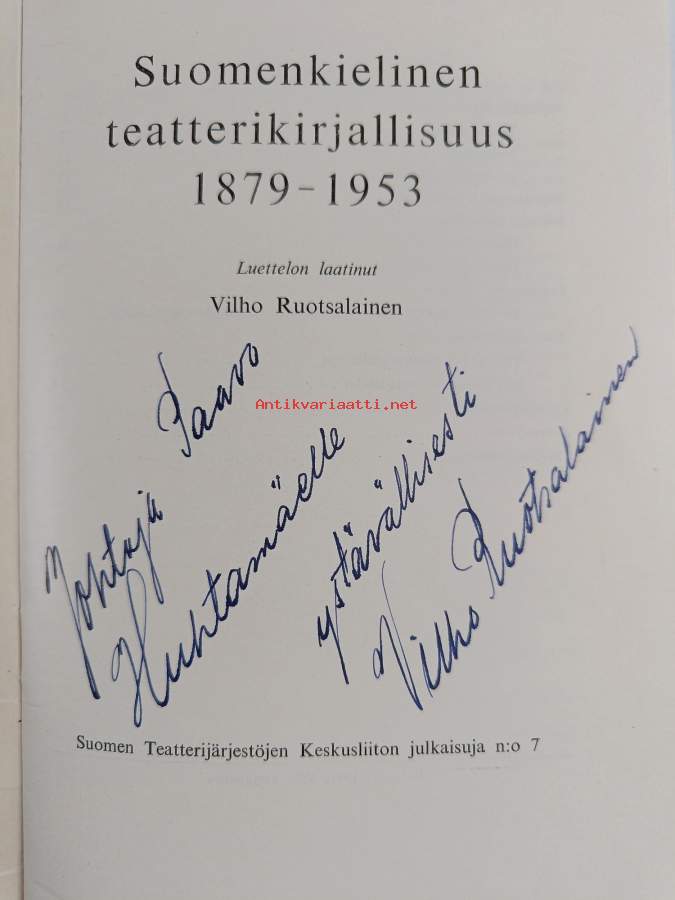 Suomenkielinen
teatterikirjallisuus
1879-1953
Luettelon laatinut
Vilho Ruotsalainen
Antikvariaatti.net
Johtaja Paavo
Huhtamäelle
ystävällisesti
Vilho Ruotsalainen
Suomen Teatterijärjestöjen Keskusliiton julkaisuja n:o 7